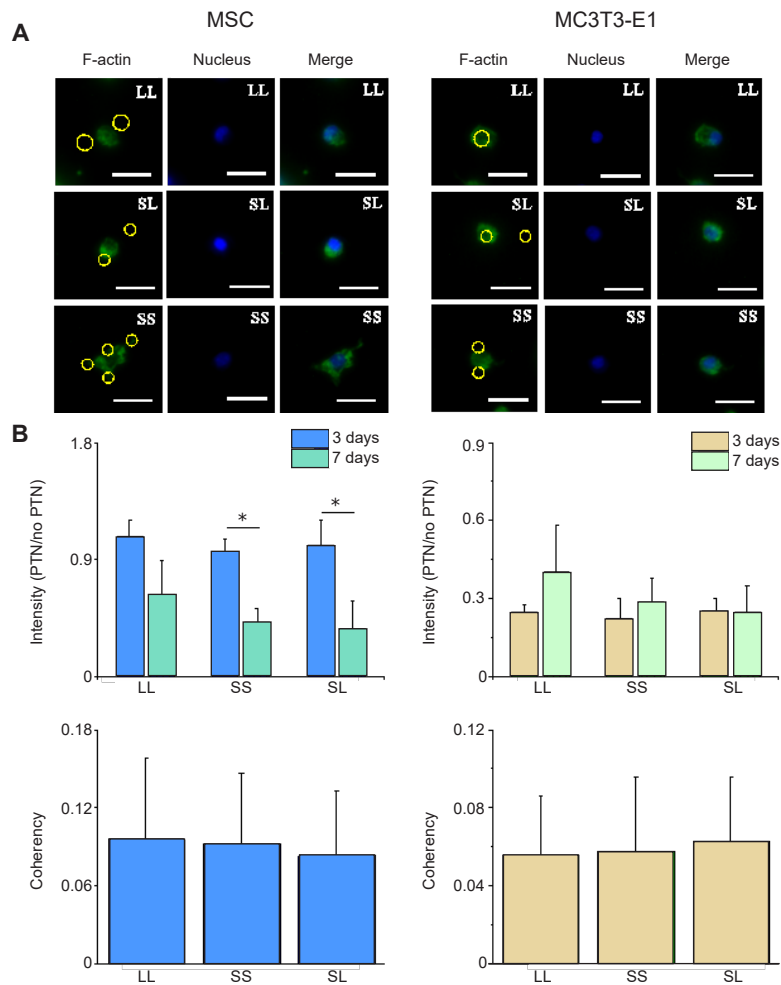 MSC MC3T3-E1
A
F-actin Nucleus Merge F-actin Nucleus Merge
LL LL LL LL LL LL
SL SL SL SL SL SL
SS SS SS SS SS SS
B
1.8
0.9
0
Intensity (PTN/no PTN)
3 days
7 days
* *
LL SS SL
0.9
0.6
0.3
0.0
Intensity (PTN/no PTN)
3 days
7 days
LL SS SL
0.18
0.12
0.06
0
Coherency
LL SS SL
0.12
0.08
0.04
0
Coherency
LL SS SL